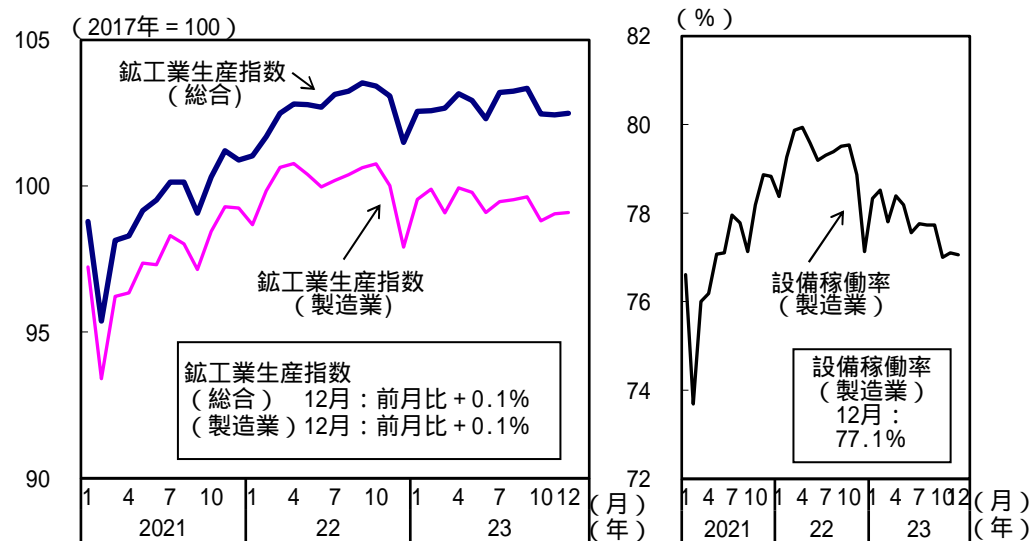 （2017年＝100）
105
100
95
90
鉱工業生産指数
（総合）
鉱工業生産指数
（製造業）
鉱工業生産指数
（総合） 12月：前月比＋0.1%
（製造業）12月：前月比＋0.1%
1 4 7 10 1 4 7 10 1 4 7 10 12 （月）
2021 22 23 （年）
（％）
82
80
78
76
74
72
設備稼働率
（製造業）
設備稼働率
（製造業）
12月：
77.1%
1 4 7 10 1 4 7 10 1 4 7 10 12 （月）
2021 22 23 （年）